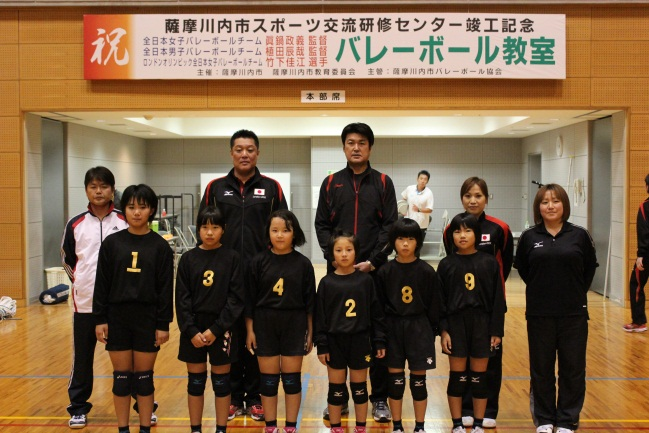 祝
薩摩川内市スポーツ交流研修センター竣工記念
全日本女子バレーボールチーム 眞鍋政義 監督
全日本男子バレーボールチーム 植田辰哉 監督
ロンドンオリンピック全日本女子バレーボールチーム 竹下佳江 選手
バレーボール教室
主催：薩摩川内市 薩摩川内市教育委員会 主管：薩摩川内市バレーボール協会
本部席
1
3
4
2
8
9